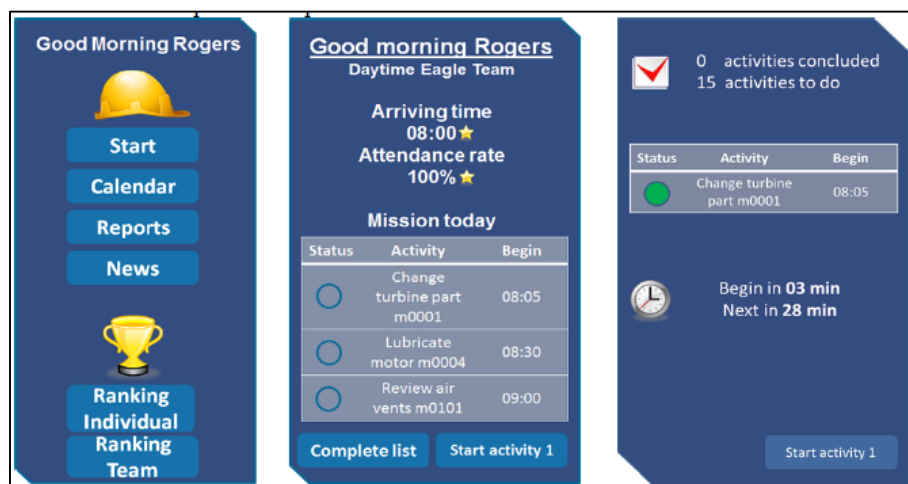 Good Morning Rogers
Start
Calendar
Reports
News
Ranking
Individual
Ranking
Team
Good morning Rogers
Daytime Eagle Team
Arriving time
08:00
Attendance rate
100%
Mission today
Status Activity Begin
Change
turbine part 08:05
m0001
Lubricate
motor m0004 08:30
Review air
vents m0101 09:00
Complete list Start activity 1
0 activities concluded
15 activities to do
Status Activity Begin
Change turbine
part m0001 08:05
Begin in 03 min
Next in 28 min
Start activity 1